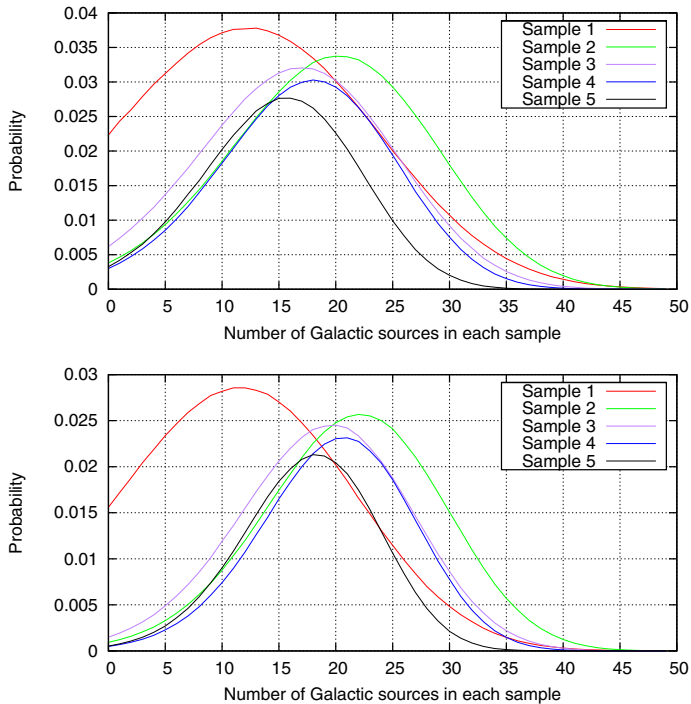 0.04
0.035
0.03
0.025
0.02
0.015
0.01
0.005
0
Probability
Sample 1
Sample 2
Sample 3
Sample 4
Sample 5
0 5 10 15 20 25 30 35 40 45 50
Number of Galactic sources in each sample
0.03
0.025
0.02
0.015
0.01
0.005
0
Probability
Sample 1
Sample 2
Sample 3
Sample 4
Sample 5
0 5 10 15 20 25 30 35 40 45 50
Number of Galactic sources in each sample